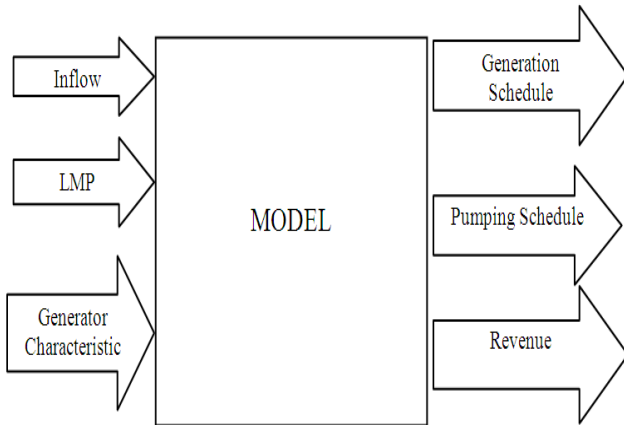 Inflow
LMP
Generator
Characteristic
MODEL
Generation
Schedule
Pumping Schedule
Revenue